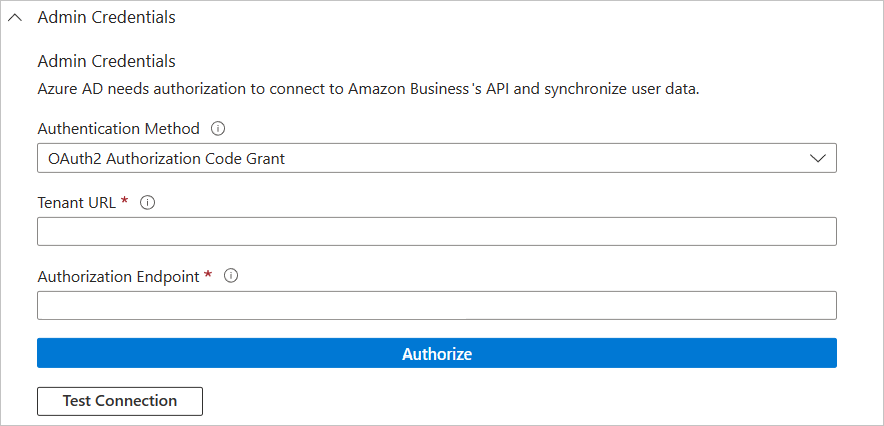 Admin Credentials
Admin Credentials
Azure AD needs authorization to connect to Amazon Business's API and synchronize user data.
Authentication Method
OAuth2 Authorization Code Grant
Tenant URL *
Authorization Endpoint *
Authorize
Test Connection